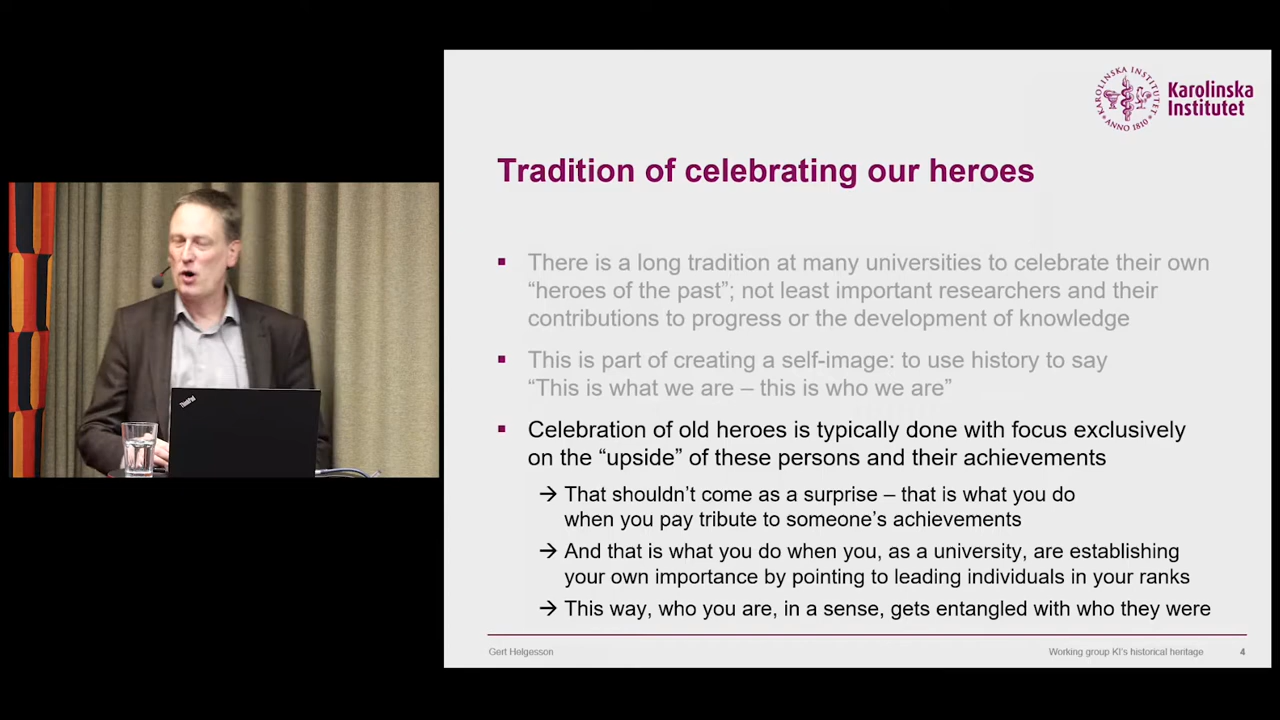 KAROLINSKA INSTITUTET
ANNO 1810
Karolinska
Institutet
Tradition of celebrating our heroes
There is a long tradition at many universities to celebrate their own
“heroes of the past”; not least important researchers and their
contributions to progress or the development of knowledge
This is part of creating a self-image: to use history to say
“This is what we are – this is who we are”
Celebration of old heroes is typically done with focus exclusively
on the “upside” of these persons and their achievements
→ That shouldn’t come as a surprise – that is what you do
when you pay tribute to someone’s achievements
→ And that is what you do when you, as a university, are establishing
your own importance by pointing to leading individuals in your ranks
→ This way, who you are, in a sense, gets entangled with who they were
Gert Helgesson
Working group KI’s historical heritage
4
ThinkPad